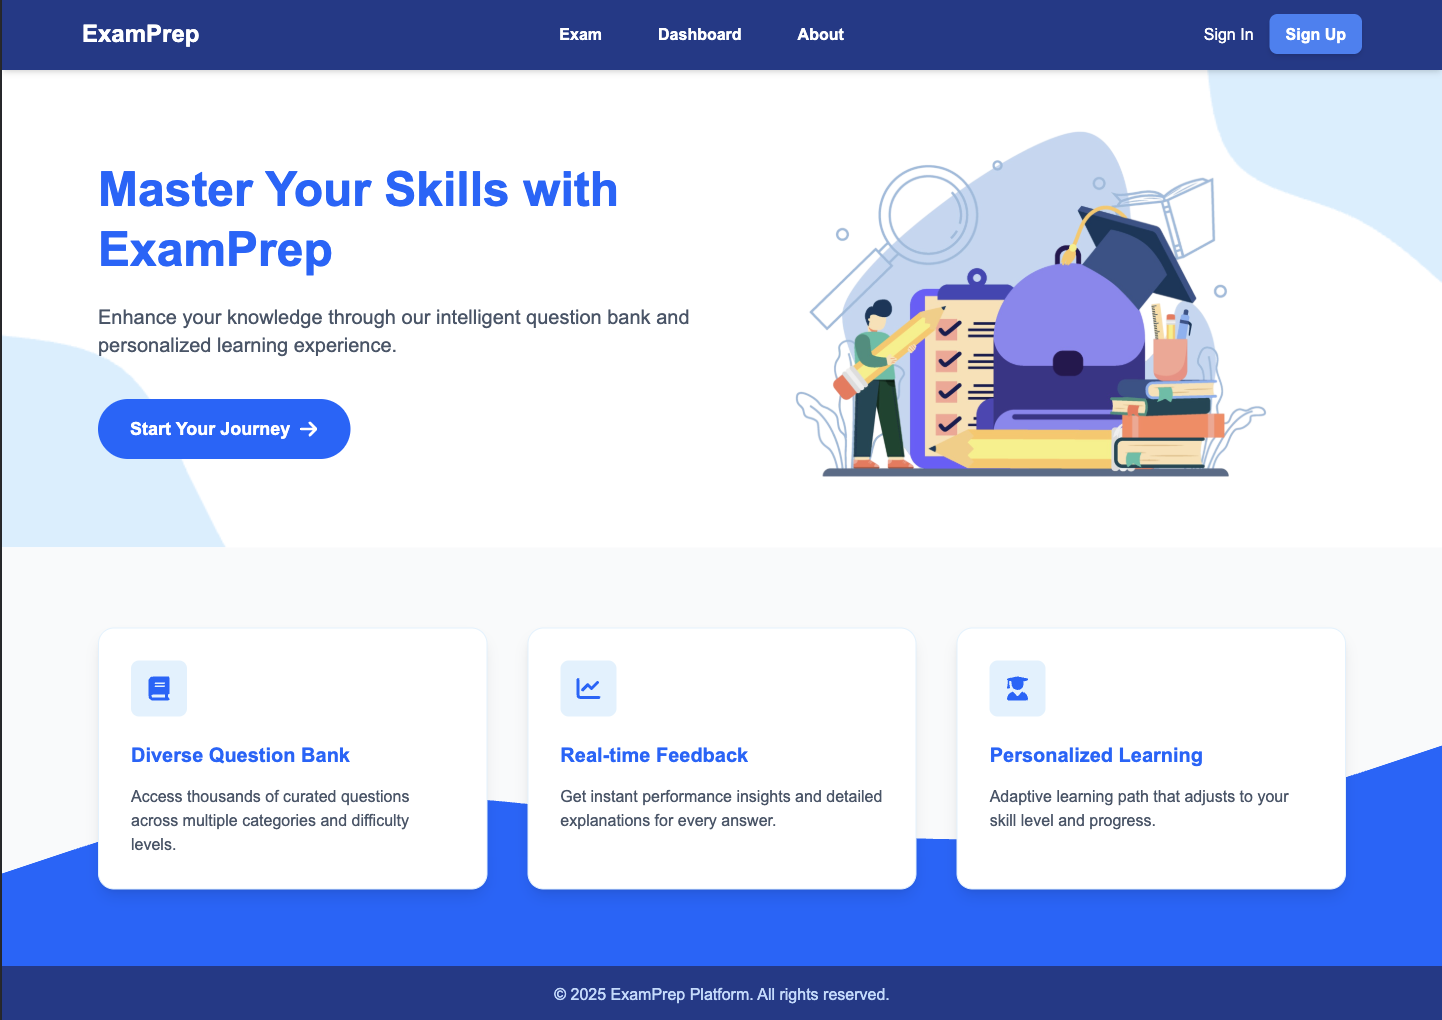 ExamPrep
Exam
Dashboard
About
Sign In
Sign Up
Master Your Skills with
ExamPrep
Enhance your knowledge through our intelligent question bank and
personalized learning experience.
Start Your Journey
Diverse Question Bank
Access thousands of curated questions
across multiple categories and difficulty
levels.
Real-time Feedback
Get instant performance insights and detailed
explanations for every answer.
Personalized Learning
Adaptive learning path that adjusts to your
skill level and progress.
© 2025 ExamPrep Platform. All rights reserved.